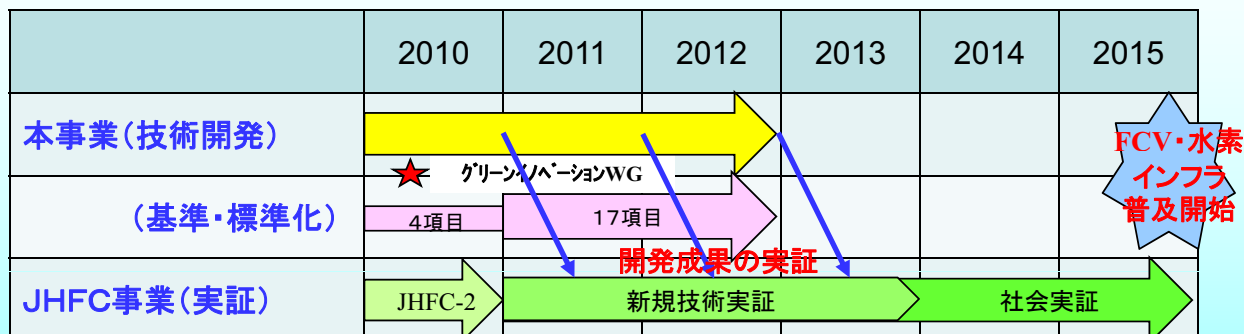 2010 2011 2012 2013 2014 2015
本事業(技術開発)
FCV・水素
インフラ
普及開始
グリーンイノベーションWG
(基準・標準化)
4項目 17項目
開発成果の実証
JHFC事業(実証)
JHFC-2 新規技術実証 社会実証